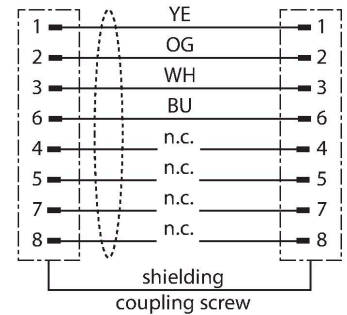 YE
1 1
OG
2 2
WH
3 3
BU
6 6
n.c.
4 4
n.c.
5 5
n.c.
7 7
n.c.
8 8
shielding
coupling screw